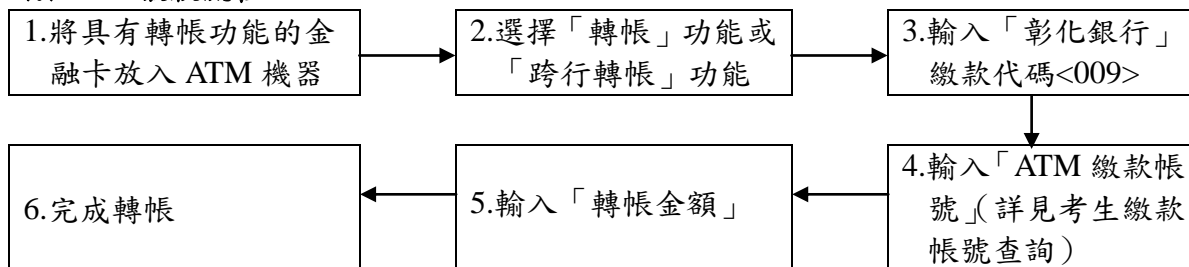 1.將具有轉帳功能的金
融卡放入 ATM 機器
2.選擇「轉帳」功能或
「跨行轉帳」功能
3.輸入「彰化銀行」
繳款代碼<009>
4.輸入「ATM 繳款帳
號」(詳見考生繳款
帳號查詢)
5.輸入「轉帳金額」
6.完成轉帳